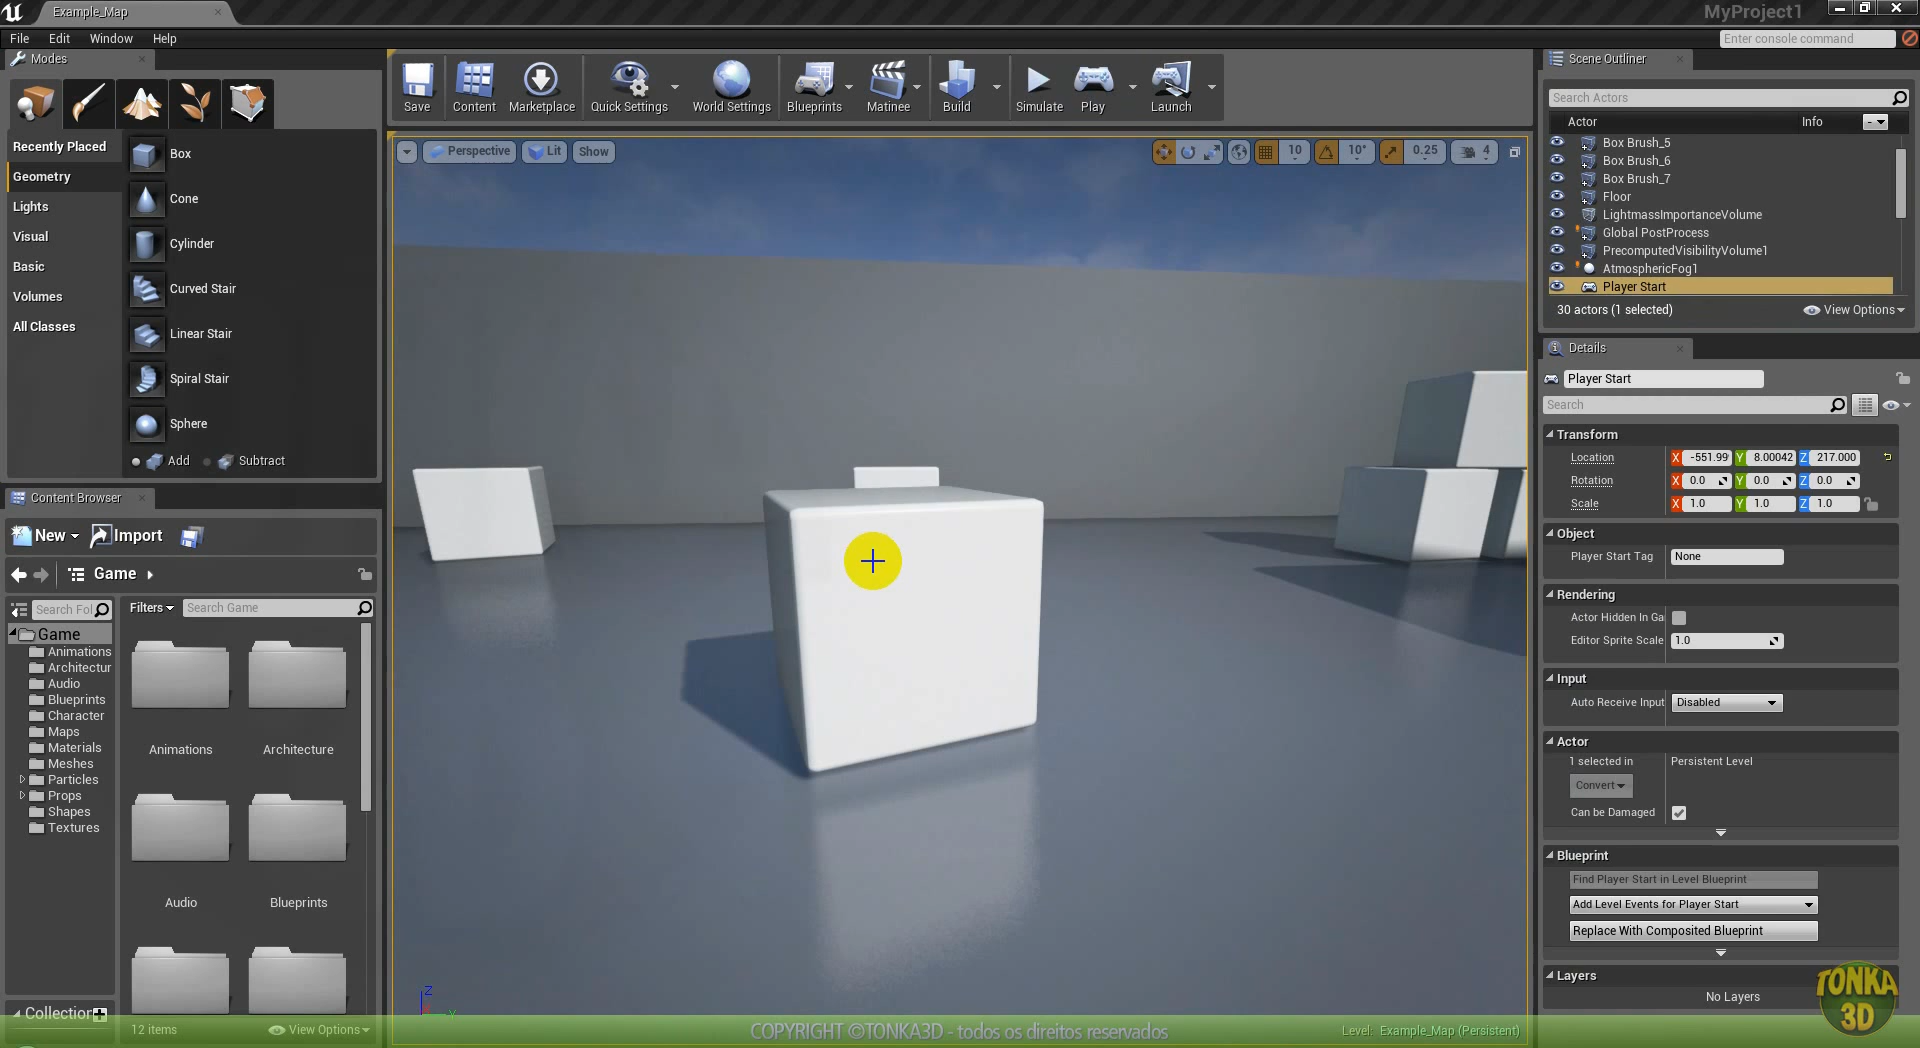 Example_Map
MyProject1
File Edit Window Help
Enter console command
Modes
Save
Content
Marketplace
Quick Settings
World Settings
Blueprints
Matinee
Build
Simulate
Play
Launch
Recently Placed
Geometry
Lights
Visual
Basic
Volumes
All Classes
Box
Cone
Cylinder
Curved Stair
Linear Stair
Spiral Stair
Sphere
Add Subtract
Perspective Lit Show
10 10° 0.25 4
Content Browser
New Import
Game
Search Fol
Filters Search Game
Game
Animations
Architectur
Audio
Blueprints
Character
Maps
Materials
Meshes
Particles
Props
Shapes
Textures
Animations Architecture
Audio Blueprints
Collection
12 items View Options
Z
Y
COPYRIGHT ©TONKA3D - todos os direitos reservados
Level: Example_Map (Persistent)
Scene Outliner
Search Actors
Actor Info
Box Brush_5
Box Brush_6
Box Brush_7
Floor
LightmassImportanceVolume
Global PostProcess
PrecomputedVisibilityVolume1
AtmosphericFog1
Player Start
30 actors (1 selected) View Options
Details
Player Start
Search
Transform
Location X -551.99 Y 8.00042 Z 217.000
Rotation X 0.0 Y 0.0 Z 0.0
Scale X 1.0 Y 1.0 Z 1.0
Object
Player Start Tag None
Rendering
Actor Hidden In Ga
Editor Sprite Scale 1.0
Input
Auto Receive Input Disabled
Actor
1 selected in Persistent Level
Convert
Can be Damaged
Blueprint
Find Player Start in Level Blueprint
Add Level Events for Player Start
Replace With Composited Blueprint
Layers
No Layers
TONKA
3D